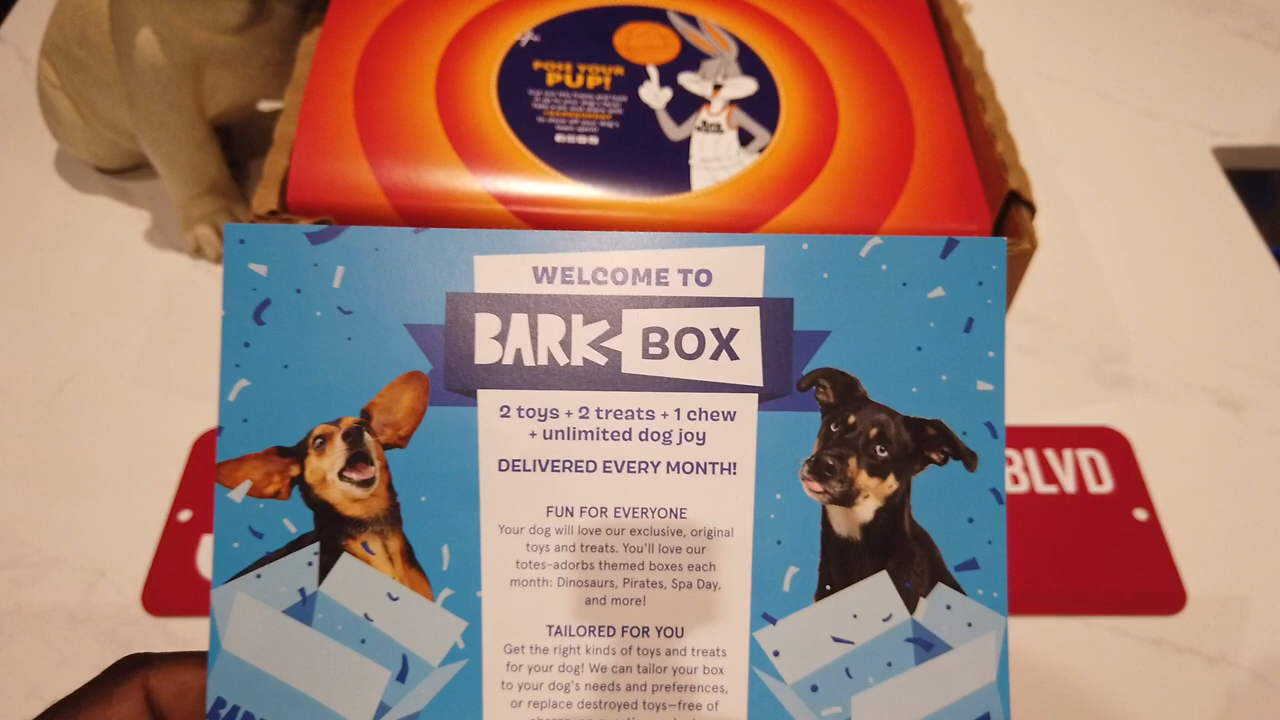 POSE YOUR
PUP!
WELCOME TO
BARK BOX
2 toys + 2 treats + 1 chew
+ unlimited dog joy
DELIVERED EVERY MONTH!
FUN FOR EVERYONE
Your dog will love our exclusive, original
toys and treats. You'll love our
totes-adorbs themed boxes each
month: Dinosaurs, Pirates, Spa Day,
and more!
TAILORED FOR YOU
Get the right kinds of toys and treats
for your dog! We can tailor your box
to your dog's needs and preferences,
or replace destroyed toys—free of
BLVD